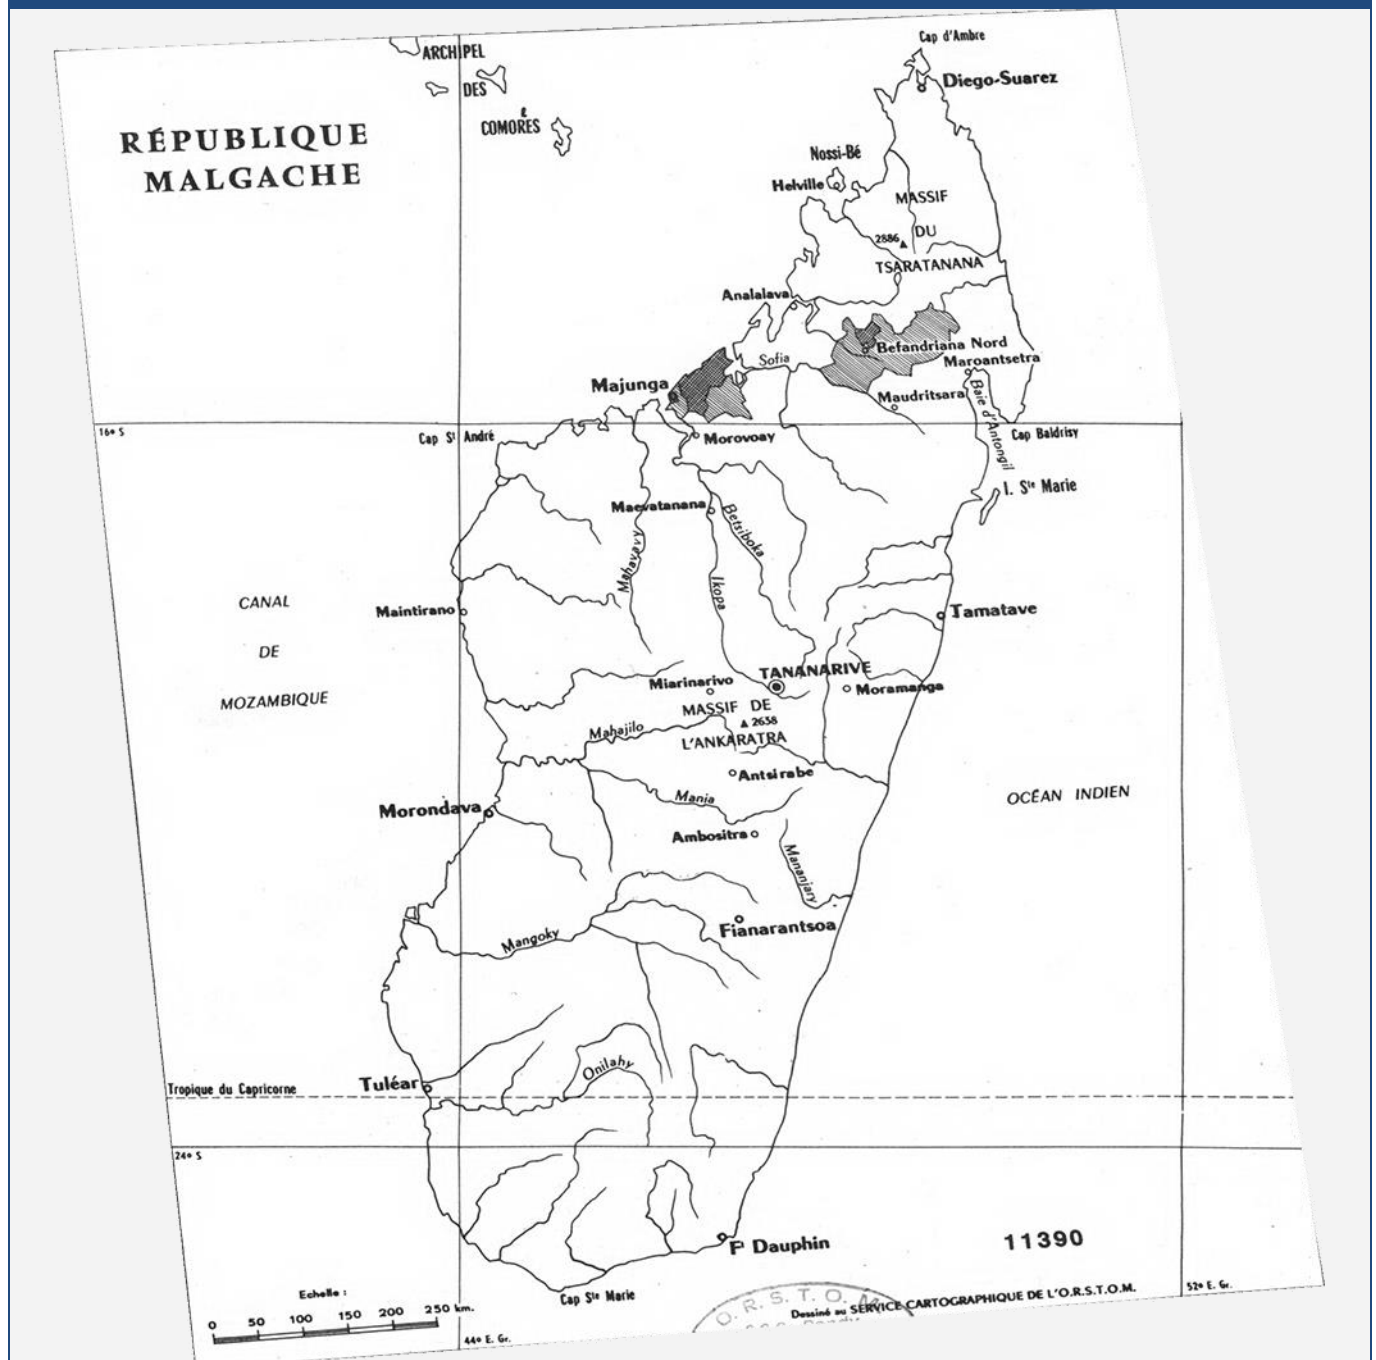 Cap d'Ambre
ARCHIPEL
DES
COMORES
Diego-Suarez
RÉPUBLIQUE
MALGACHE
Nossi-Bé
Helville
MASSIF
DU
2886
TSARATANANA
Analalava
Befandriana Nord
Sofia
Maroantsetra
Majunga
Maudritsara
Baie d'Antongil
16° S
Cap St André
Morovoay
Cap Baldrisy
I. Ste Marie
Maevatanana
Betsiboka
Mahavavy
Ikopa
CANAL
DE
MOZAMBIQUE
Maintirano
Tamatave
TANANARIVE
Miarinarivo
Moramanga
MASSIF DE
2638
L'ANKARATRA
Mahajilo
Antsirabe
Mania
OCÉAN INDIEN
Morondava
Ambositra
Mananjary
Fianarantsoa
Mangoky
Onilahy
Tuléar
Tropique du Capricorne
24° S
Ft Dauphin
11390
Cap Ste Marie
Echelle :
0 50 100 150 200 250 km.
44° E. Gr.
52° E. Gr.
O. R. S. T. O. M.
Dessiné au SERVICE CARTOGRAPHIQUE DE L'O.R.S.T.O.M.